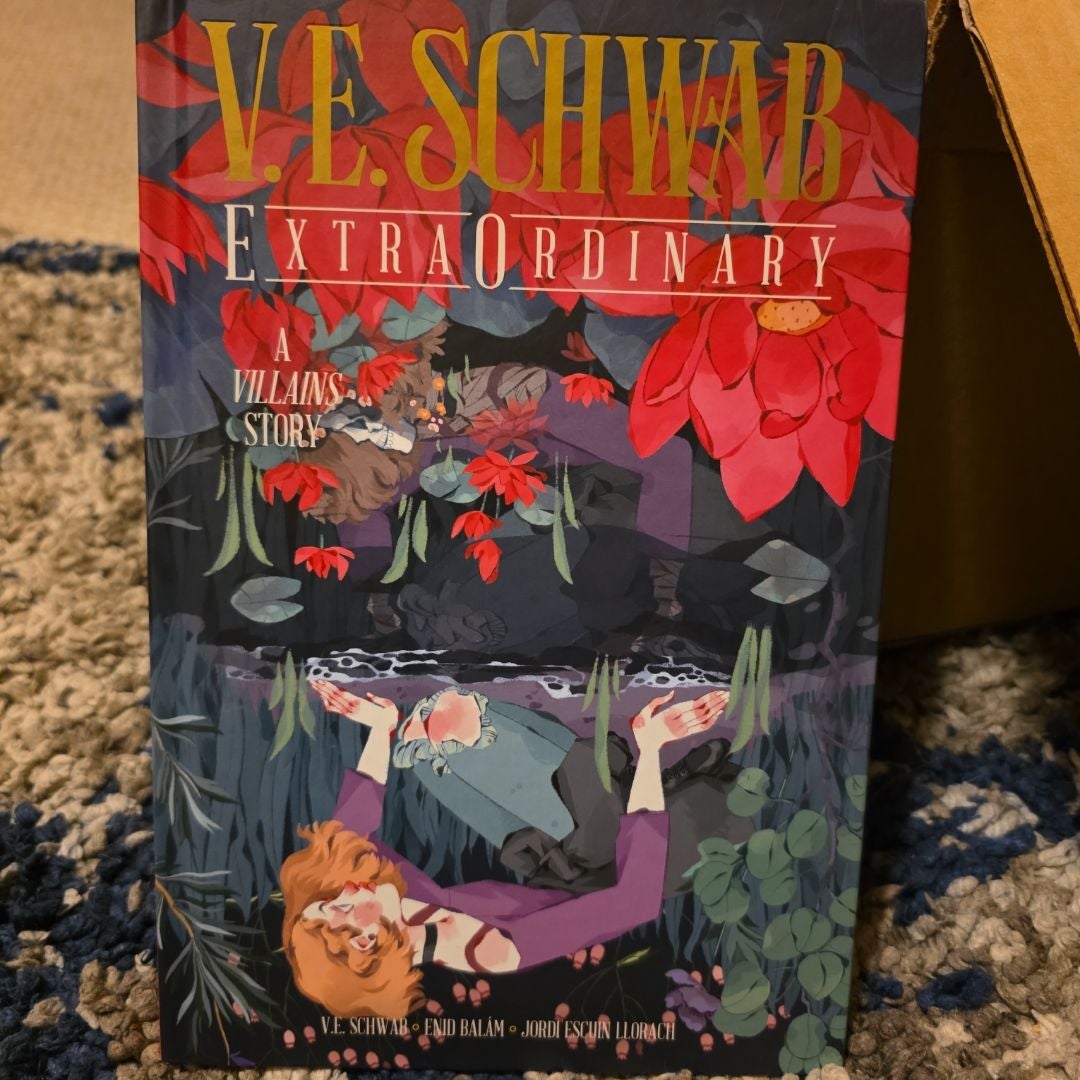 V. E. SCHWAB
EXTRAORDINARY
A
VILLAINS
STORY
V.E. SCHWAB • ENID BALÁM • JORDI ESCUIN LLORACH